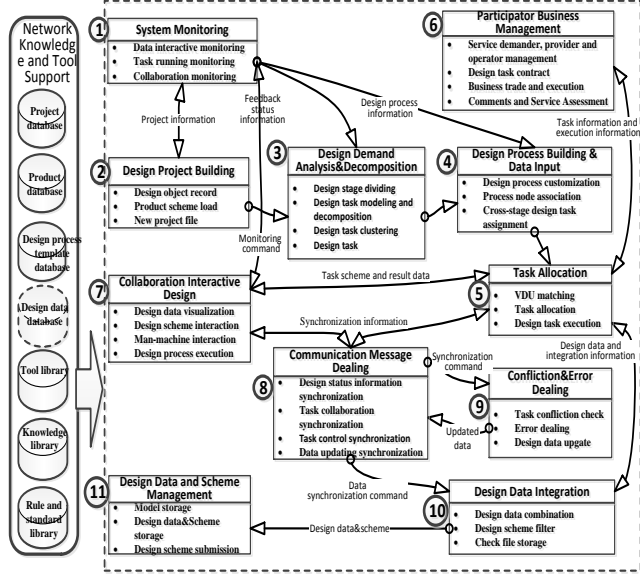 Network
Knowledg
e and Tool
Support
Project
database
Product
database
Design process
template
database
Design data
database
Tool library
Knowledge
library
Rule and
standard
library
1
System Monitoring
• Data interactive monitoring
• Task running monitoring
• Collaboration monitoring
6
Participator Business
Management
• Service demander, provider and
operator management
• Design task contract
• Business trade and execution
• Comments and Service Assessment
Project information
Feedback
status
information
Design process
information
Task information and
execution information
2
Design Project Building
• Design object record
• Product scheme load
• New project file
3
Design Demand
Analysis&Decomposition
• Design stage dividing
• Design task modeling and
decomposition
• Design task clustering
• Design task
4
Design Process Building &
Data Input
• Design process customization
• Process node association
• Cross-stage design task
assignment
Monitoring
command
7
Collaboration Interactive
Design
• Design data visualization
• Design scheme interaction
• Man-machine interaction
• Design process execution
Task scheme and result data
5
Task Allocation
• VDU matching
• Task allocation
• Design task execution
Synchronization information
Design data and
integration information
8
Communication Message
Dealing
• Design status information
synchronization
• Task collaboration
synchronization
• Task control synchronization
• Data updating synchronization
Synchronization
command
9
Confliction&Error
Dealing
• Task confliction check
• Error dealing
• Design data upgate
Updated
data
Data
synchronization command
11
Design Data and Scheme
Management
• Model storage
• Design data&Scheme
storage
• Design scheme submission
Design data&scheme
10
Design Data Integration
• Design data combination
• Design scheme filter
• Check file storage